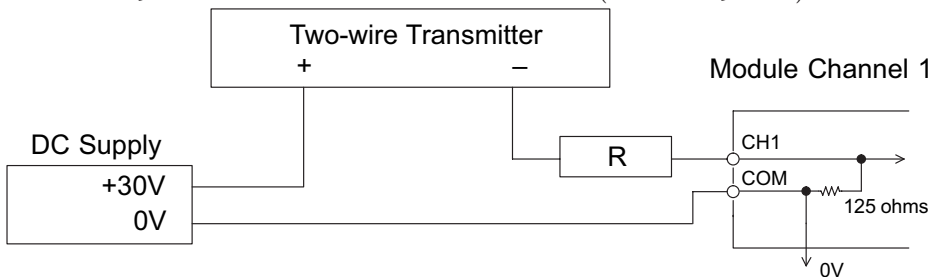 Two-wire Transmitter
+ –
Module Channel 1
DC Supply
+30V
0V
R
CH1
COM
125 ohms
0V